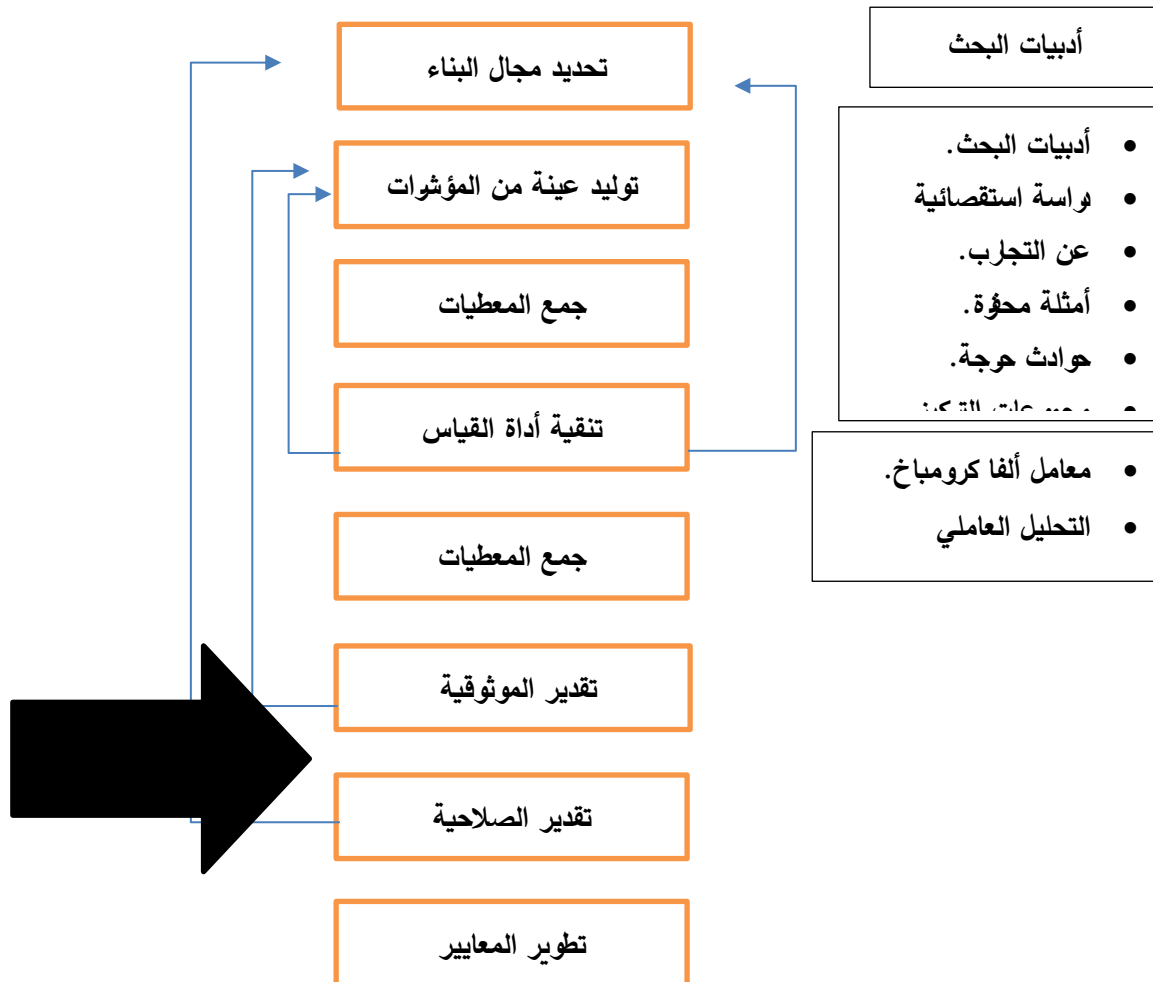 أدبيات البحث
تحديد مجال البناء
• أدبيات البحث.
• دراسة استقصائية
• عن التجارب.
• أمثلة محفزة.
• حوادث حرجة.
توليد عينة من المؤشرات
جمع المعطيات
تنقية أداة القياس
• معامل ألفا كرومباخ.
• التحليل العاملي
جمع المعطيات
تقدير الموثوقية
تقدير الصلاحية
تطوير المعايير